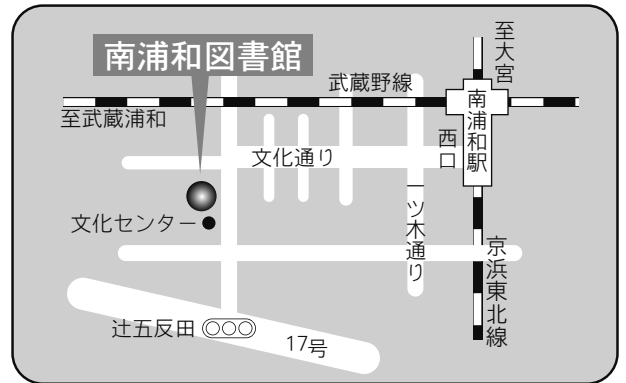 南浦和図書館
至大宮
武蔵野線
至武蔵浦和
南浦和駅
西口
文化通り
一ツ木通り
文化センター
京浜東北線
辻五反田
17号